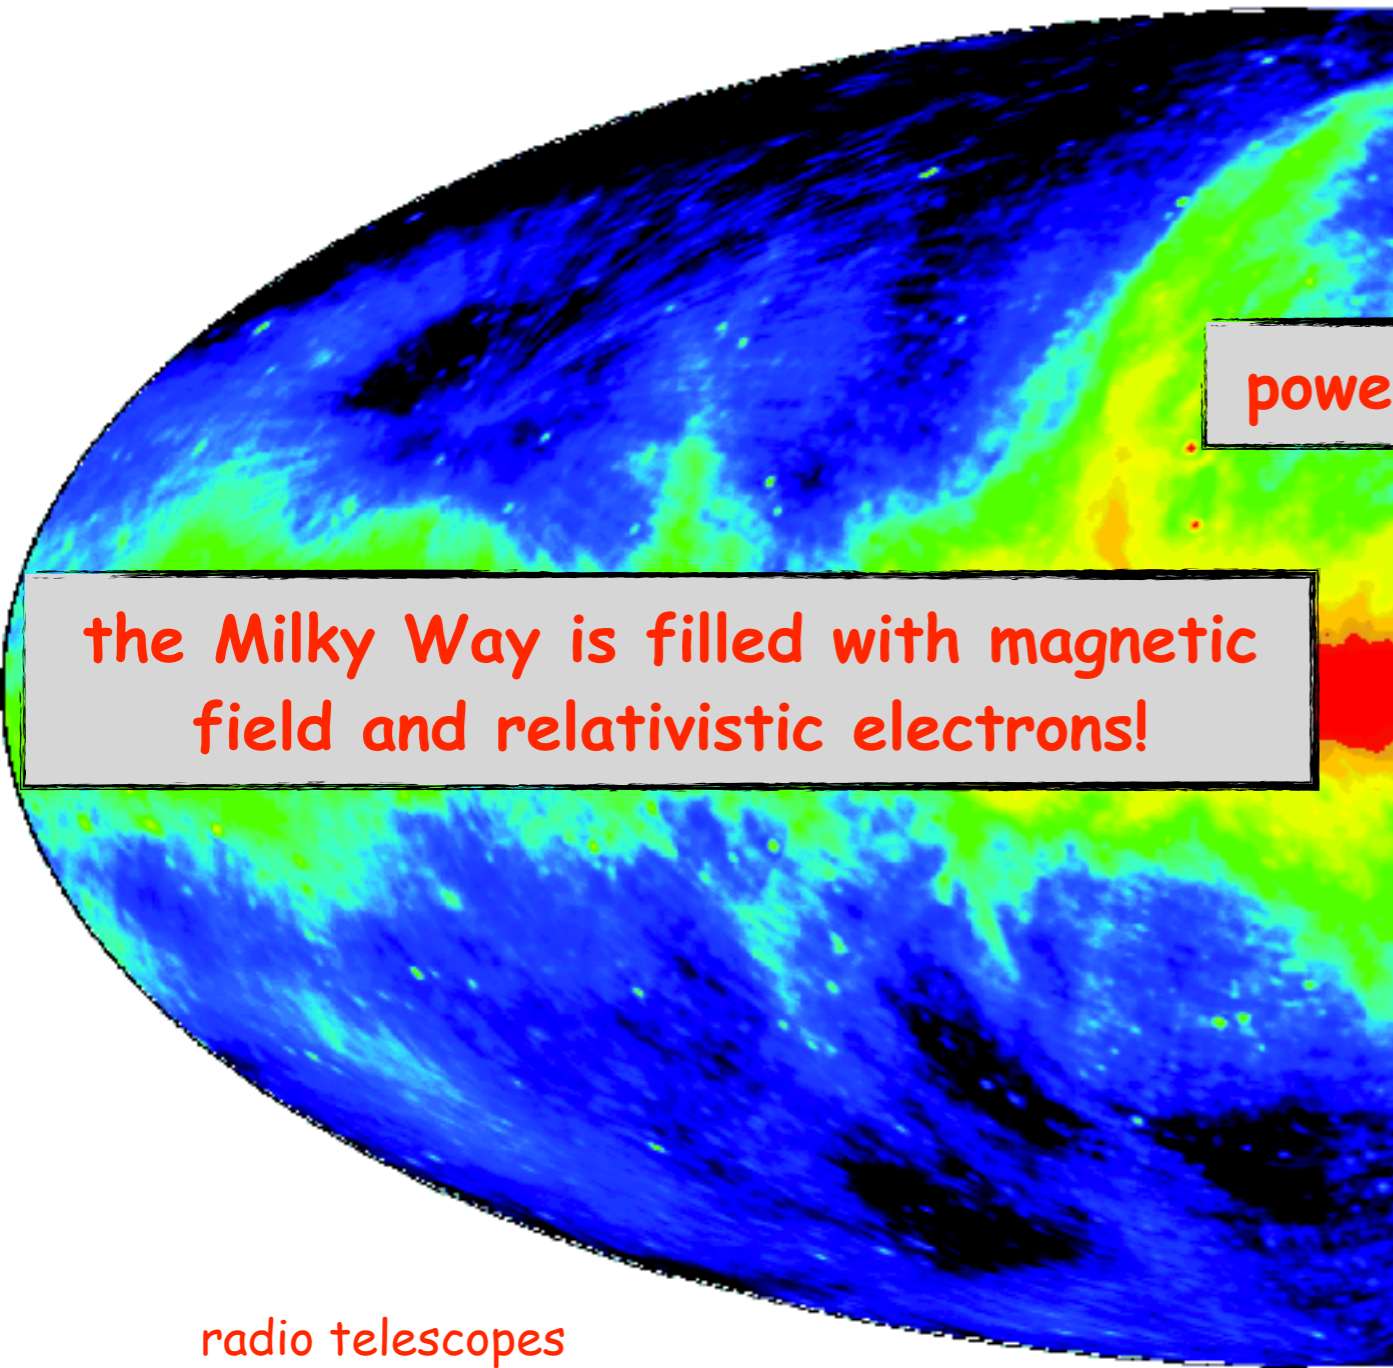 the Milky Way is filled with magnetic
field and relativistic electrons!
radio telescopes